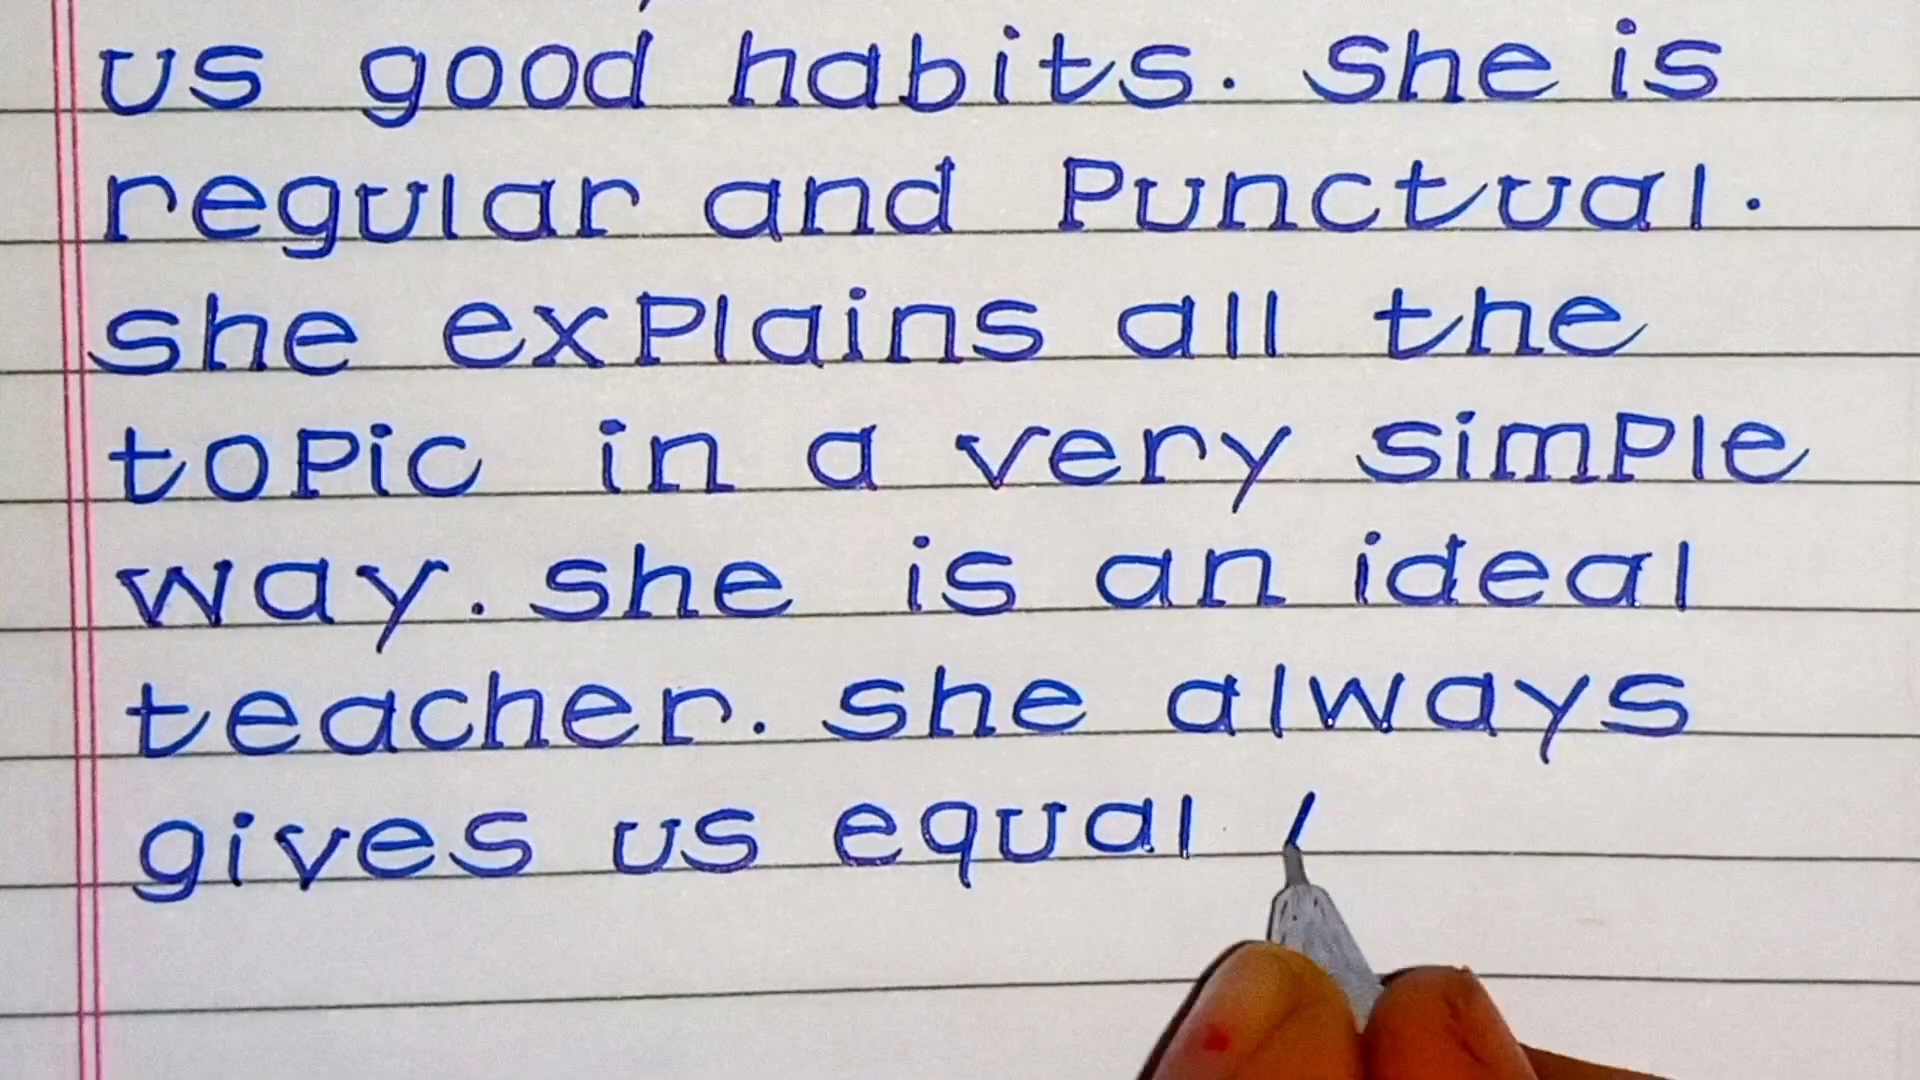 us good habits. She is
regular and Punctual.
she exPlains all the
toPic in a very simPle
way. she is an ideal
teacher. she always
gives us equal